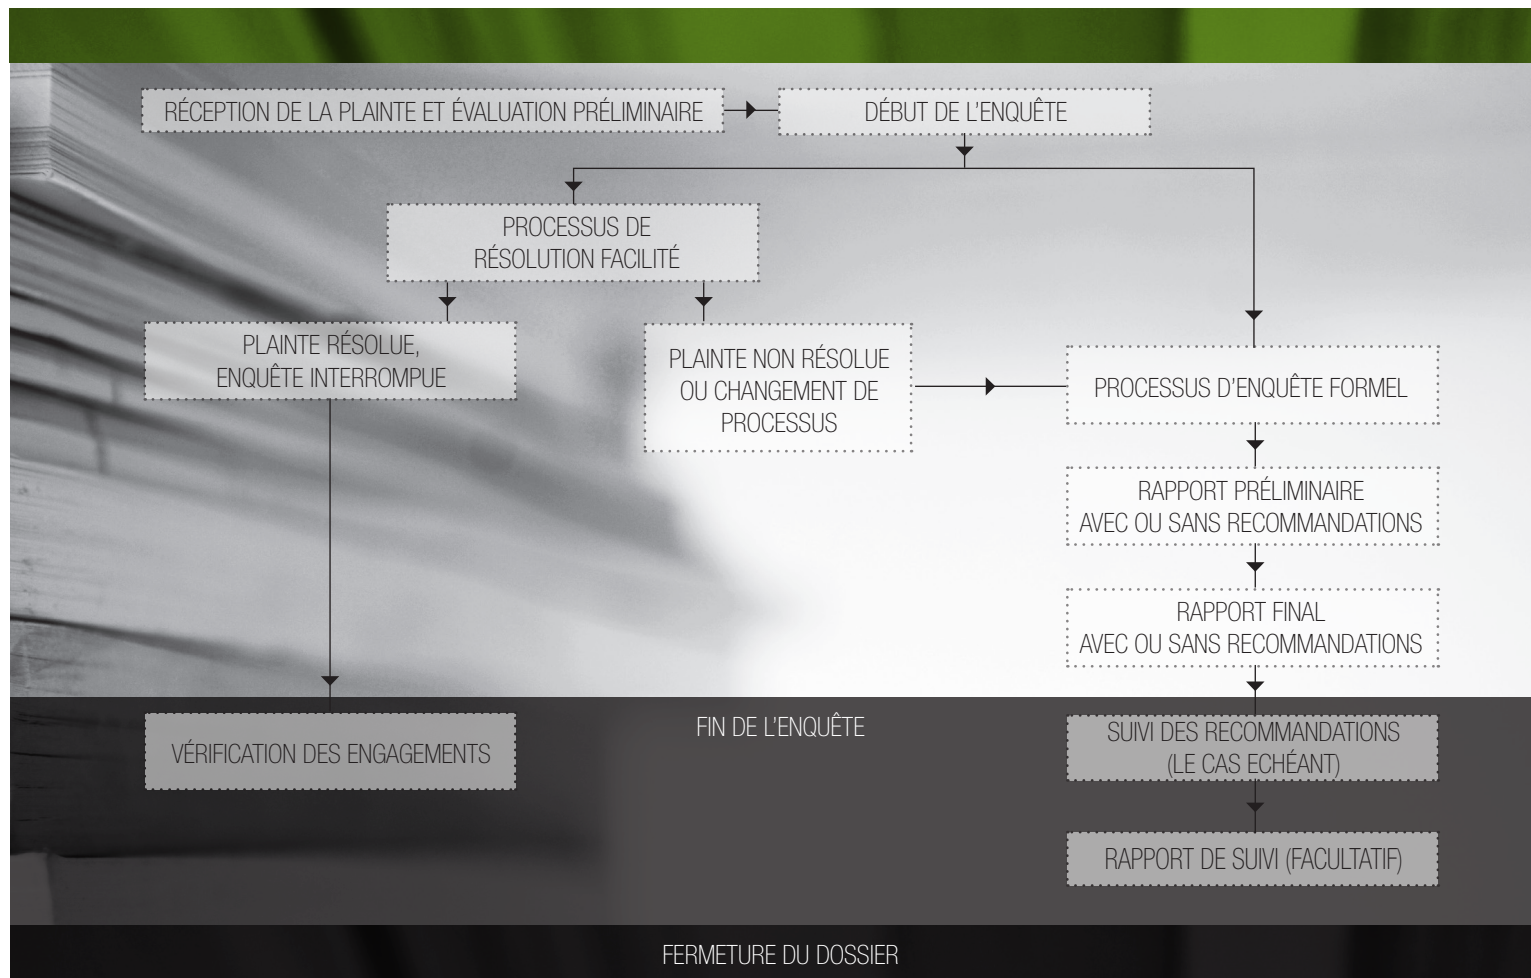 RÉCEPTION DE LA PLAINTE ET ÉVALUATION PRÉLIMINAIRE
DÉBUT DE L'ENQUÊTE
PROCESSUS DE
RÉSOLUTION FACILITÉ
PLAINTE RÉSOLUE,
ENQUÊTE INTERROMPUE
PLAINTE NON RÉSOLUE
OU CHANGEMENT DE
PROCESSUS
PROCESSUS D'ENQUÊTE FORMEL
RAPPORT PRÉLIMINAIRE
AVEC OU SANS RECOMMANDATIONS
RAPPORT FINAL
AVEC OU SANS RECOMMANDATIONS
FIN DE L'ENQUÊTE
VÉRIFICATION DES ENGAGEMENTS
SUIVI DES RECOMMANDATIONS
(LE CAS ECHÉANT)
RAPPORT DE SUIVI (FACULTATIF)
FERMETURE DU DOSSIER